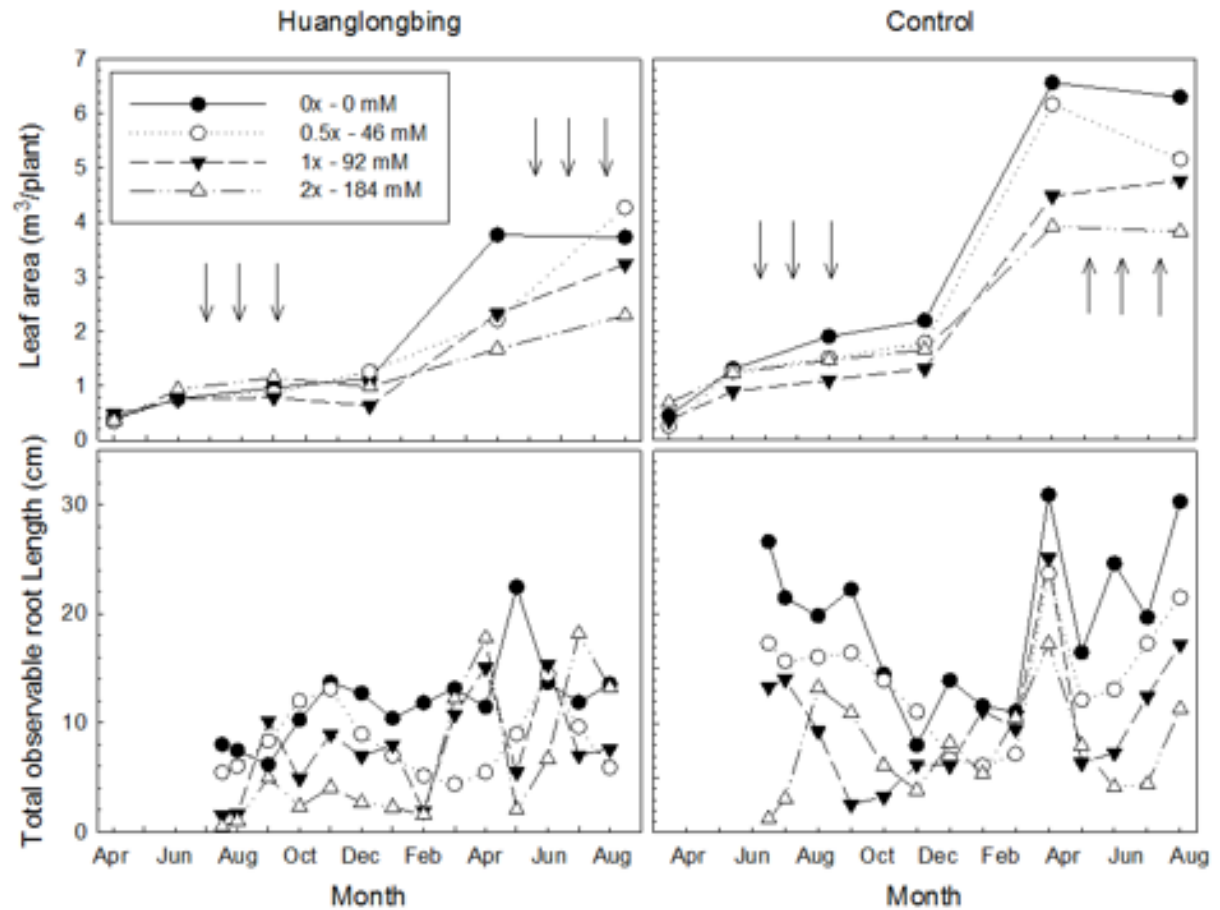 Huanglongbing Control
Leaf area (m³/plant)
7
6
5
4
3
2
1
0
0x - 0 mM
0.5x - 46 mM
1x - 92 mM
2x - 184 mM
Total observable root Length (cm)
30
20
10
0
Apr Jun Aug Oct Dec Feb Apr Jun Aug
Apr Jun Aug Oct Dec Feb Apr Jun Aug
Month Month